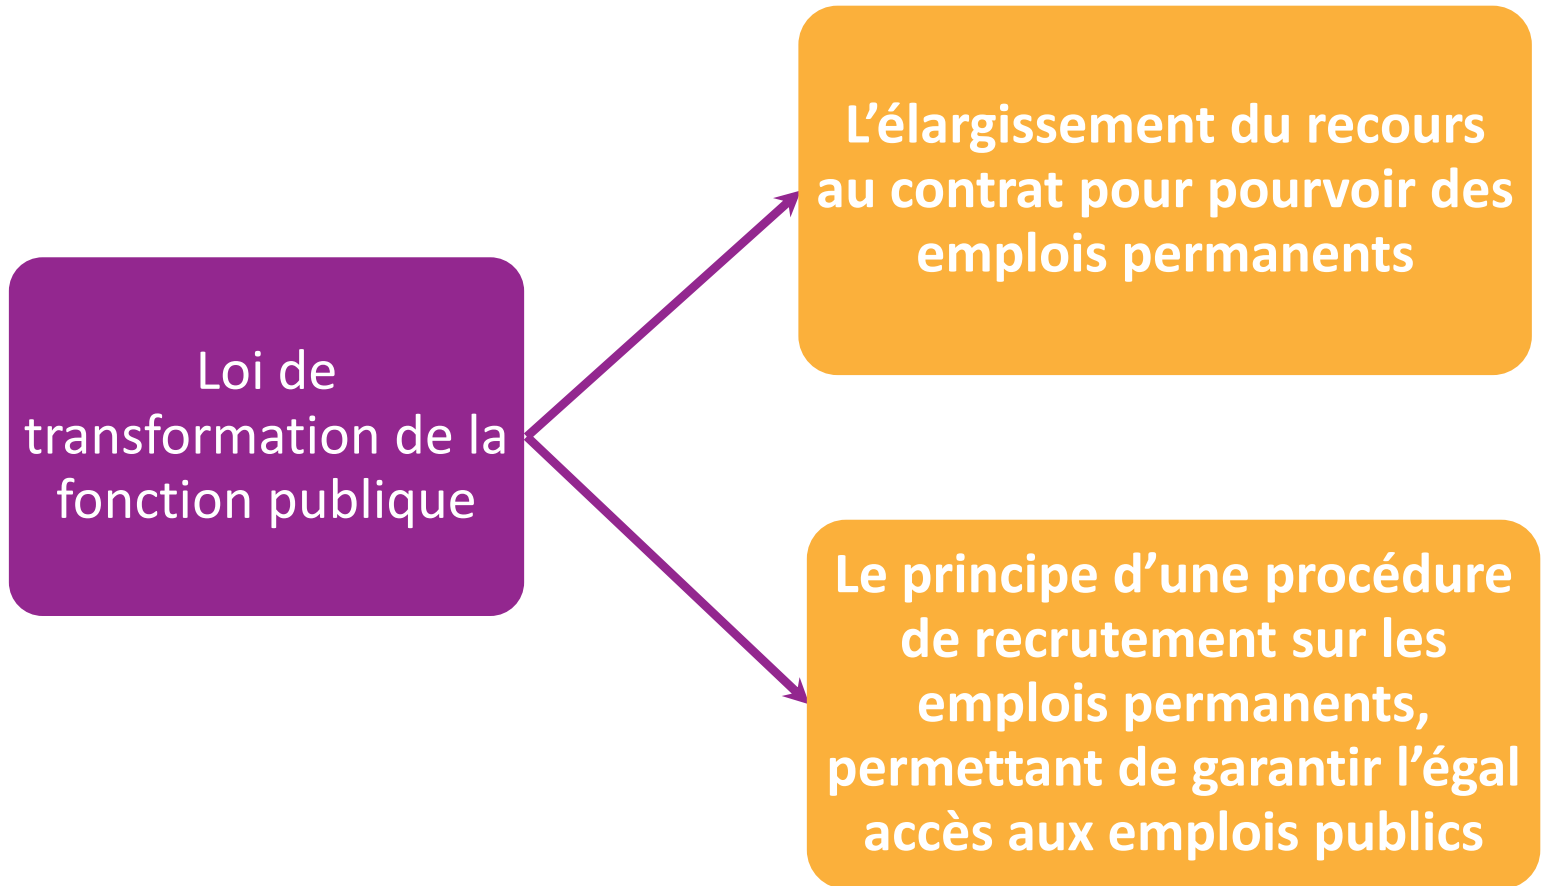 L’élargissement du recours
au contrat pour pourvoir des
emplois permanents
Loi de
transformation de la
fonction publique
Le principe d’une procédure
de recrutement sur les
emplois permanents,
permettant de garantir l’égal
accès aux emplois publics